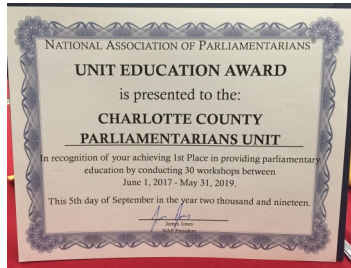 NATIONAL ASSOCIATION OF PARLIAMENTARIANS®
UNIT EDUCATION AWARD
is presented to the:
CHARLOTTE COUNTY
PARLIAMENTARIANS UNIT
In recognition of your achieving 1st Place in providing parliamentary
education by conducting 30 workshops between
June 1, 2017 - May 31, 2019.
This 5th day of September in the year two thousand and nineteen.
James Jones
NAP President